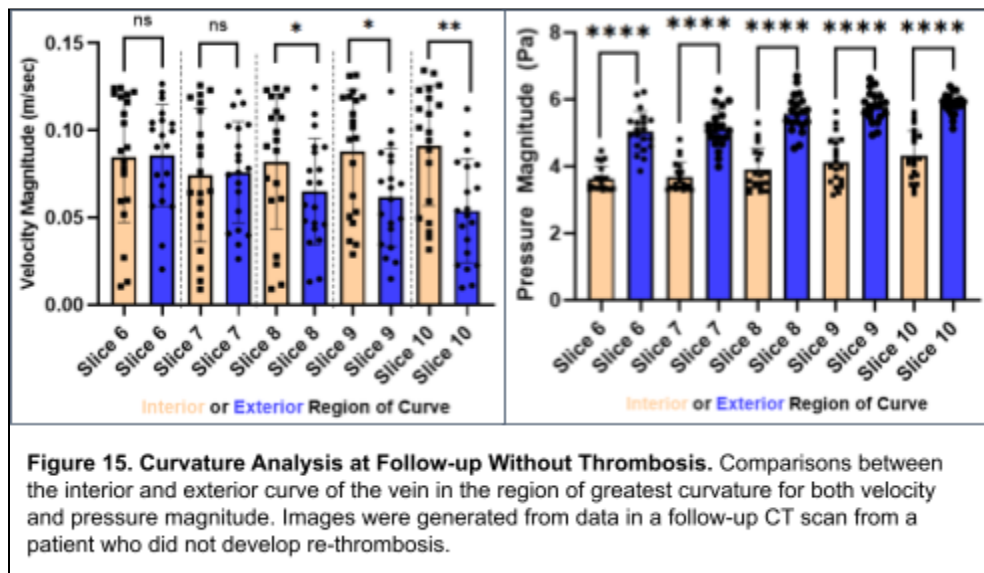 ns
ns
*
*
**
0.15
0.10
0.05
0.00
Velocity Magnitude (m/sec)
Slice 6
Slice 6
Slice 7
Slice 7
Slice 8
Slice 8
Slice 9
Slice 9
Slice 10
Slice 10
Interior or Exterior Region of Curve
****
****
****
****
****
8
6
4
2
0
Pressure Magnitude (Pa)
Slice 6
Slice 6
Slice 7
Slice 7
Slice 8
Slice 8
Slice 9
Slice 9
Slice 10
Slice 10
Interior or Exterior Region of Curve
Figure 15. Curvature Analysis at Follow-up Without Thrombosis. Comparisons between
the interior and exterior curve of the vein in the region of greatest curvature for both velocity
and pressure magnitude. Images were generated from data in a follow-up CT scan from a
patient who did not develop re-thrombosis.